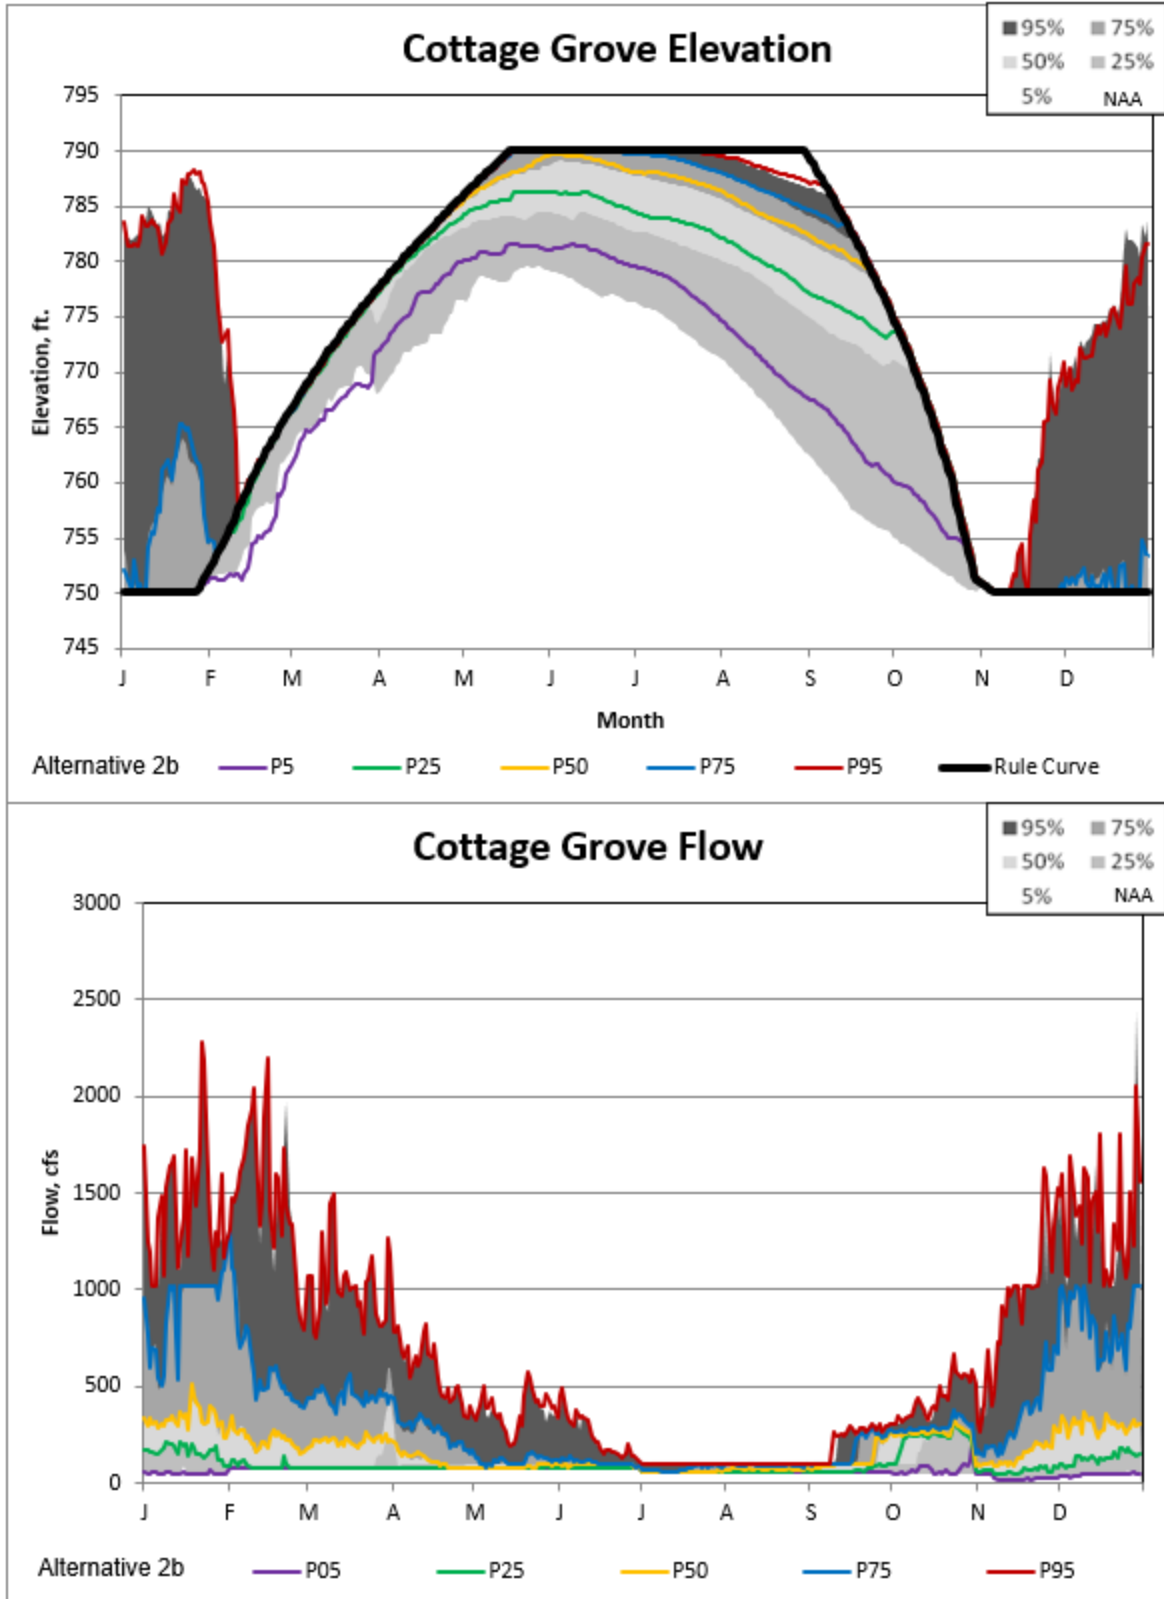 Cottage Grove Elevation
95% 75%
50% 25%
5% NAA
795
790
785
780
775
770
765
760
755
750
745
Elevation, ft.
J F M A M J J A S O N D
Month
Alternative 2b P5 P25 P50 P75 P95 Rule Curve
Cottage Grove Flow
95% 75%
50% 25%
5% NAA
3000
2500
2000
1500
1000
500
0
Flow, cfs
J F M A M J J A S O N D
Alternative 2b P05 P25 P50 P75 P95